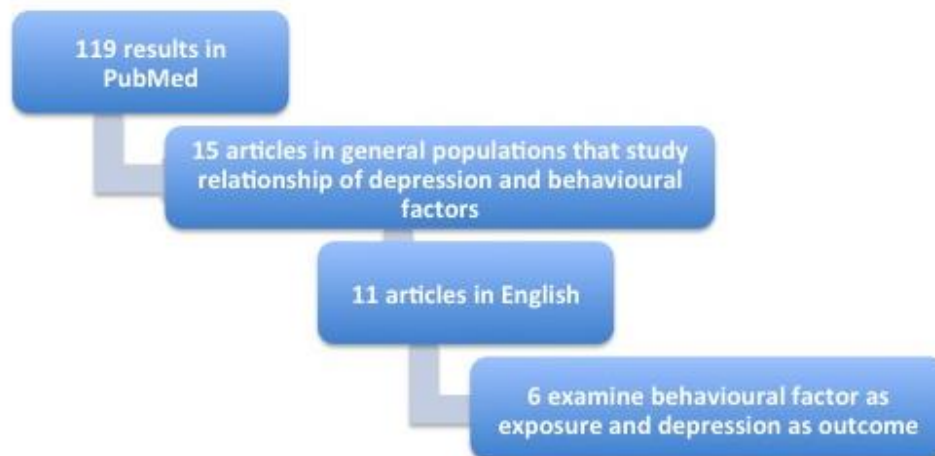 119 results in
PubMed
15 articles in general populations that study
relationship of depression and behavioural
factors
11 articles in English
6 examine behavioural factor as
exposure and depression as outcome